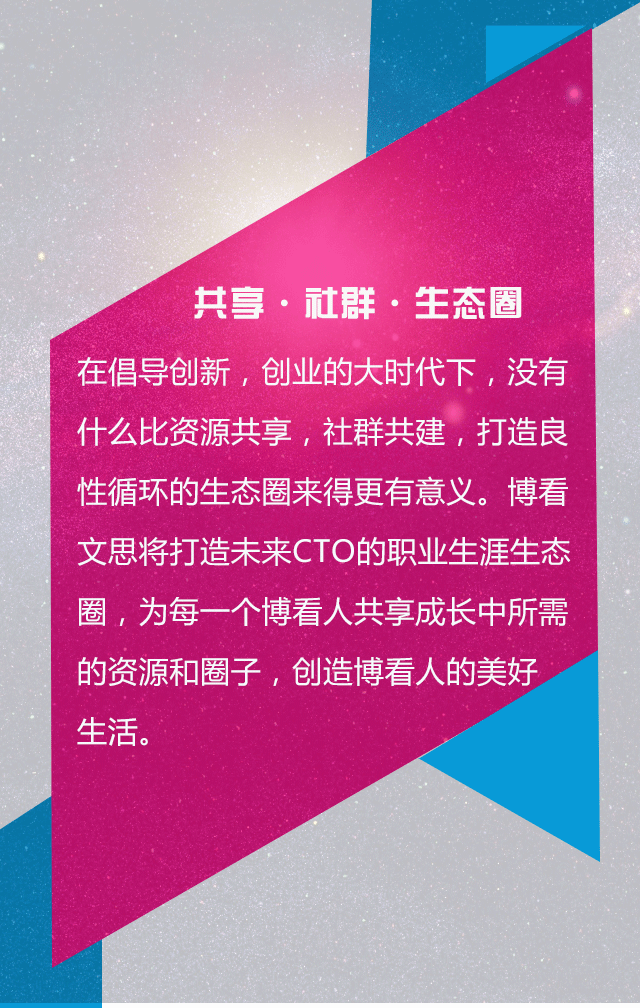 共享·社群·生态圈
在倡导创新，创业的大时代下，没有
什么比资源共享，社群共建，打造良
性循环的生态圈来得更有意义。博看
文思将打造未来CTO的职业生涯生态
圈，为每一个博看人共享成长中所需
的资源和圈子，创造博看人的美好
生活。